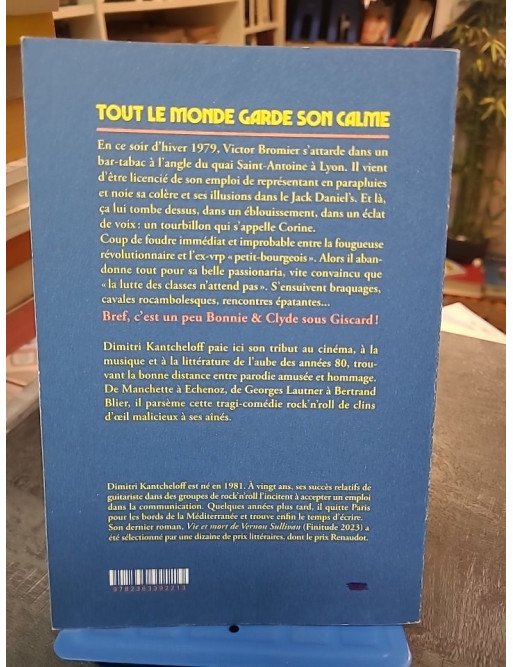 TOUT LE MONDE GARDE SON CALME
En ce soir d'hiver 1979, Victor Bromier s'attarde dans un
bar-tabac à l'angle du quai Saint-Antoine à Lyon. Il vient
d'être licencié de son emploi de représentant en parapluies
et noie sa colère et ses illusions dans le Jack Daniel's. Et là,
ça lui tombe dessus, dans un éblouissement, dans un éclat
de voix : un tourbillon qui s'appelle Corine.
Coup de foudre immédiat et improbable entre la fougueuse
révolutionnaire et l'ex-vrp « petit-bourgeois ». Alors il aban-
donne tout pour sa belle passionaria, vite convaincu que
« la lutte des classes n'attend pas ». S'ensuivent braquages,
cavales rocambolesques, rencontres épatantes...
Bref, c'est un peu Bonnie & Clyde sous Giscard !
Dimitri Kantcheloff paie ici son tribut au cinéma, à la
musique et à la littérature de l'aube des années 80, trou-
vant la bonne distance entre parodie amusée et hommage.
De Manchette à Echenoz, de Georges Lautner à Bertrand
Blier, il parsème cette tragi-comédie rock'n'roll de clins
d'œil malicieux à ses aînés.
Dimitri Kantcheloff est né en 1981. À vingt ans, ses succès relatifs de
guitariste dans des groupes de rock'n'roll l'incitent à accepter un emploi
dans la communication. Quelques années plus tard, il quitte Paris
pour les bords de la Méditerranée et trouve enfin le temps d'écrire.
Son dernier roman, Vie et mort de Vernon Sullivan (Finitude 2023) a
été sélectionné par une dizaine de prix littéraires, dont le prix Renaudot.
9782363392213